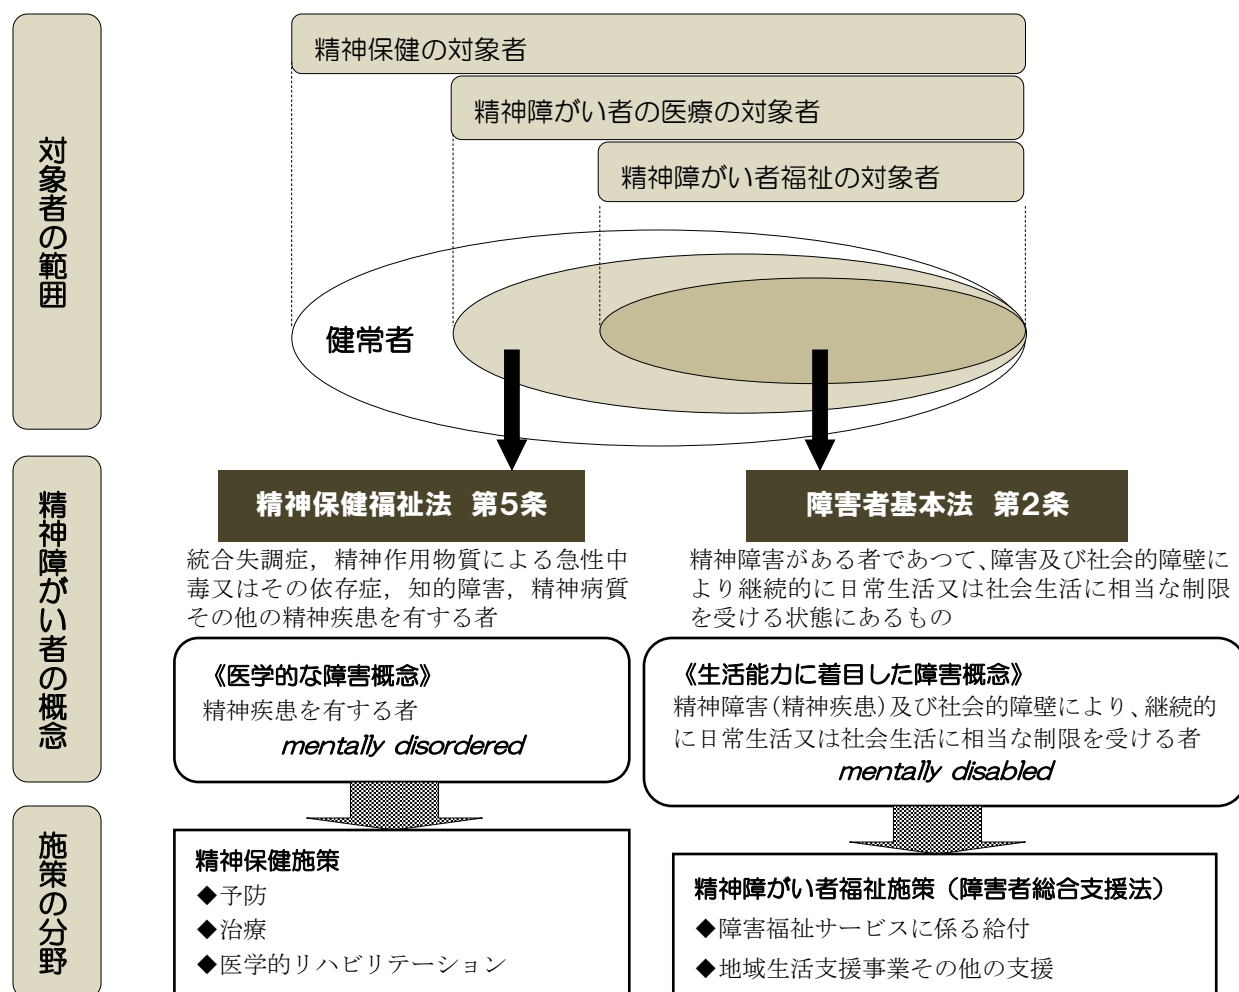 対象者の範囲
精神保健の対象者
精神障がい者の医療の対象者
精神障がい者福祉の対象者
健常者
精神障がい者の概念
精神保健福祉法 第5条
統合失調症，精神作用物質による急性中
毒又はその依存症，知的障害，精神病質
その他の精神疾患を有する者
《医学的な障害概念》
精神疾患を有する者
mentally disordered
障害者基本法 第2条
精神障害がある者であつて、障害及び社会的障壁に
より継続的に日常生活又は社会生活に相当な制限
を受ける状態にあるもの
《生活能力に着目した障害概念》
精神障害(精神疾患)及び社会的障壁により、継続的
に日常生活又は社会生活に相当な制限を受ける者
mentally disabled
施策の分野
精神保健施策
◆予防
◆治療
◆医学的リハビリテーション
精神障がい者福祉施策（障害者総合支援法）
◆障害福祉サービスに係る給付
◆地域生活支援事業その他の支援